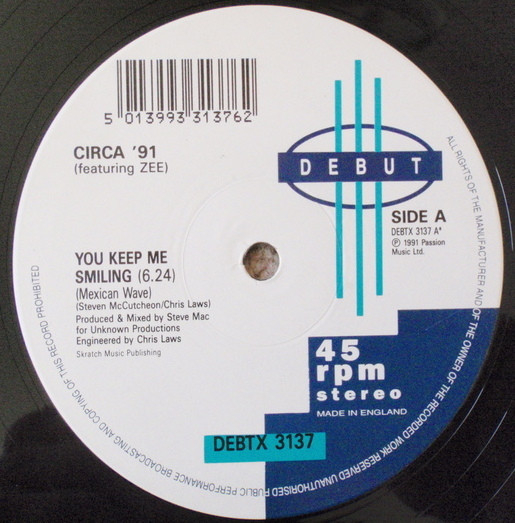 5 013993 313762
CIRCA '91
(featuring ZEE)
DEBUT
SIDE A
DEBTX 3137 A*
℗ 1991 Passion
Music Ltd.
YOU KEEP ME
SMILING (6.24)
(Mexican Wave)
(Steven McCutcheon/Chris Laws)
Produced & Mixed by Steve Mac
for Unknown Productions
Engineered by Chris Laws
Skratch Music Publishing
45
rpm
stereo
MADE IN ENGLAND
DEBTX 3137
ALL RIGHTS OF THE MANUFACTURER AND OF THE OWNER OF THE RECORDED WORK RESERVED UNAUTHORISED PUBLIC PERFORMANCE BROADCASTING AND COPYING OF THIS RECORD PROHIBITED